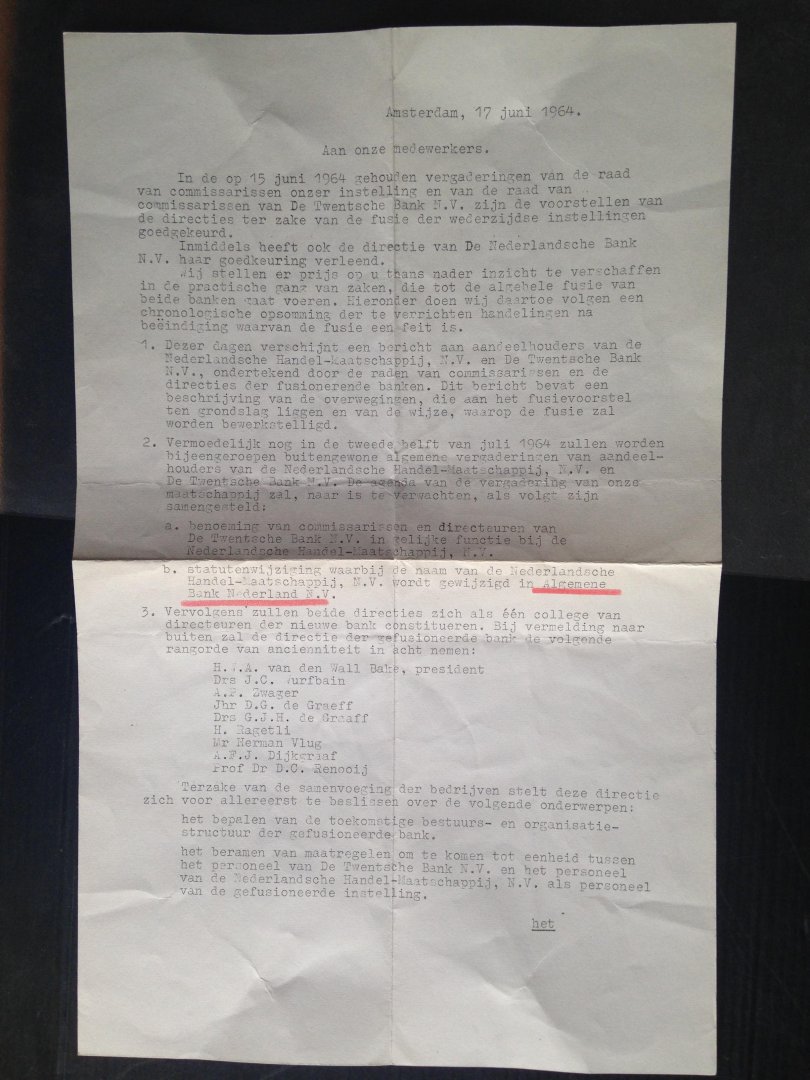 Amsterdam, 17 juni 1964.
Aan onze medewerkers.
In de op 15 juni 1964 gehouden vergaderingen van de raad
van commissarissen onzer instelling en van de raad van
commissarissen van De Twentsche Bank N.V. zijn de voorstellen van
de directies ter zake van de fusie der wederzijdse instellingen
goedgekeurd.
Inmiddels heeft ook de directie van De Nederlandsche Bank
N.V. haar goedkeuring verleend.
Wij stellen er prijs op u thans nader inzicht te verschaffen
in de practische gang van zaken, die tot de algehele fusie van
beide banken gaat voeren. Hieronder doen wij daartoe volgen een
chronologische opsomming der te verrichten handelingen na
beëindiging waarvan de fusie een feit is.
1. Dezer dagen verschijnt een bericht aan aandeelhouders van de
Nederlandsche Handel-Maatschappij, N.V. en De Twentsche Bank
N.V., ondertekend door de raden van commissarissen en de
directies der fusionerende banken. Dit bericht bevat een
beschrijving van de overwegingen, die aan het fusievoorstel
ten grondslag liggen en van de wijze, waarop de fusie zal
worden bewerkstelligd.
2. Vermoedelijk nog in de tweede helft van juli 1964 zullen worden
bijeengeroepen buitengewone algemene vergaderingen van aandeel-
houders van de Nederlandsche Handel-Maatschappij, N.V. en
De Twentsche Bank N.V. De agenda van de vergadering van onze
maatschappij zal, naar is te verwachten, als volgt zijn
samengesteld:
a. benoeming van commissarissen en directeuren van
De Twentsche Bank N.V. in gelijke functie bij de
Nederlandsche Handel-Maatschappij, N.V.
b. statutenwijziging waarbij de naam van de Nederlandsche
Handel-Maatschappij, N.V. wordt gewijzigd in Algemene
Bank Nederland N.V.
3. Vervolgens zullen beide directies zich als één college van
directeuren der nieuwe bank constitueren. Bij vermelding naar
buiten zal de directie der gefusioneerde bank de volgende
rangorde van ancienniteit in acht nemen:
H.W.A. van den Wall Bake, president
Drs J.C. Wurfbain
A.F. Zwager
Jhr D.G. de Graeff
Drs G.J.H. de Graaff
H. Ragetli
Mr Herman Vlug
A.F.J. Dijkgraaf
Prof Dr D.C. Renooij
Terzake van de samenvoeging der bedrijven stelt deze directie
zich voor allereerst te beslissen over de volgende onderwerpen:
het bepalen van de toekomstige bestuurs- en organisatie-
structuur der gefusioneerde bank.
het beramen van maatregelen om te komen tot eenheid tussen
het personeel van De Twentsche Bank N.V. en het personeel
van de Nederlandsche Handel-Maatschappij, N.V. als personeel
van de gefusioneerde instelling.
het